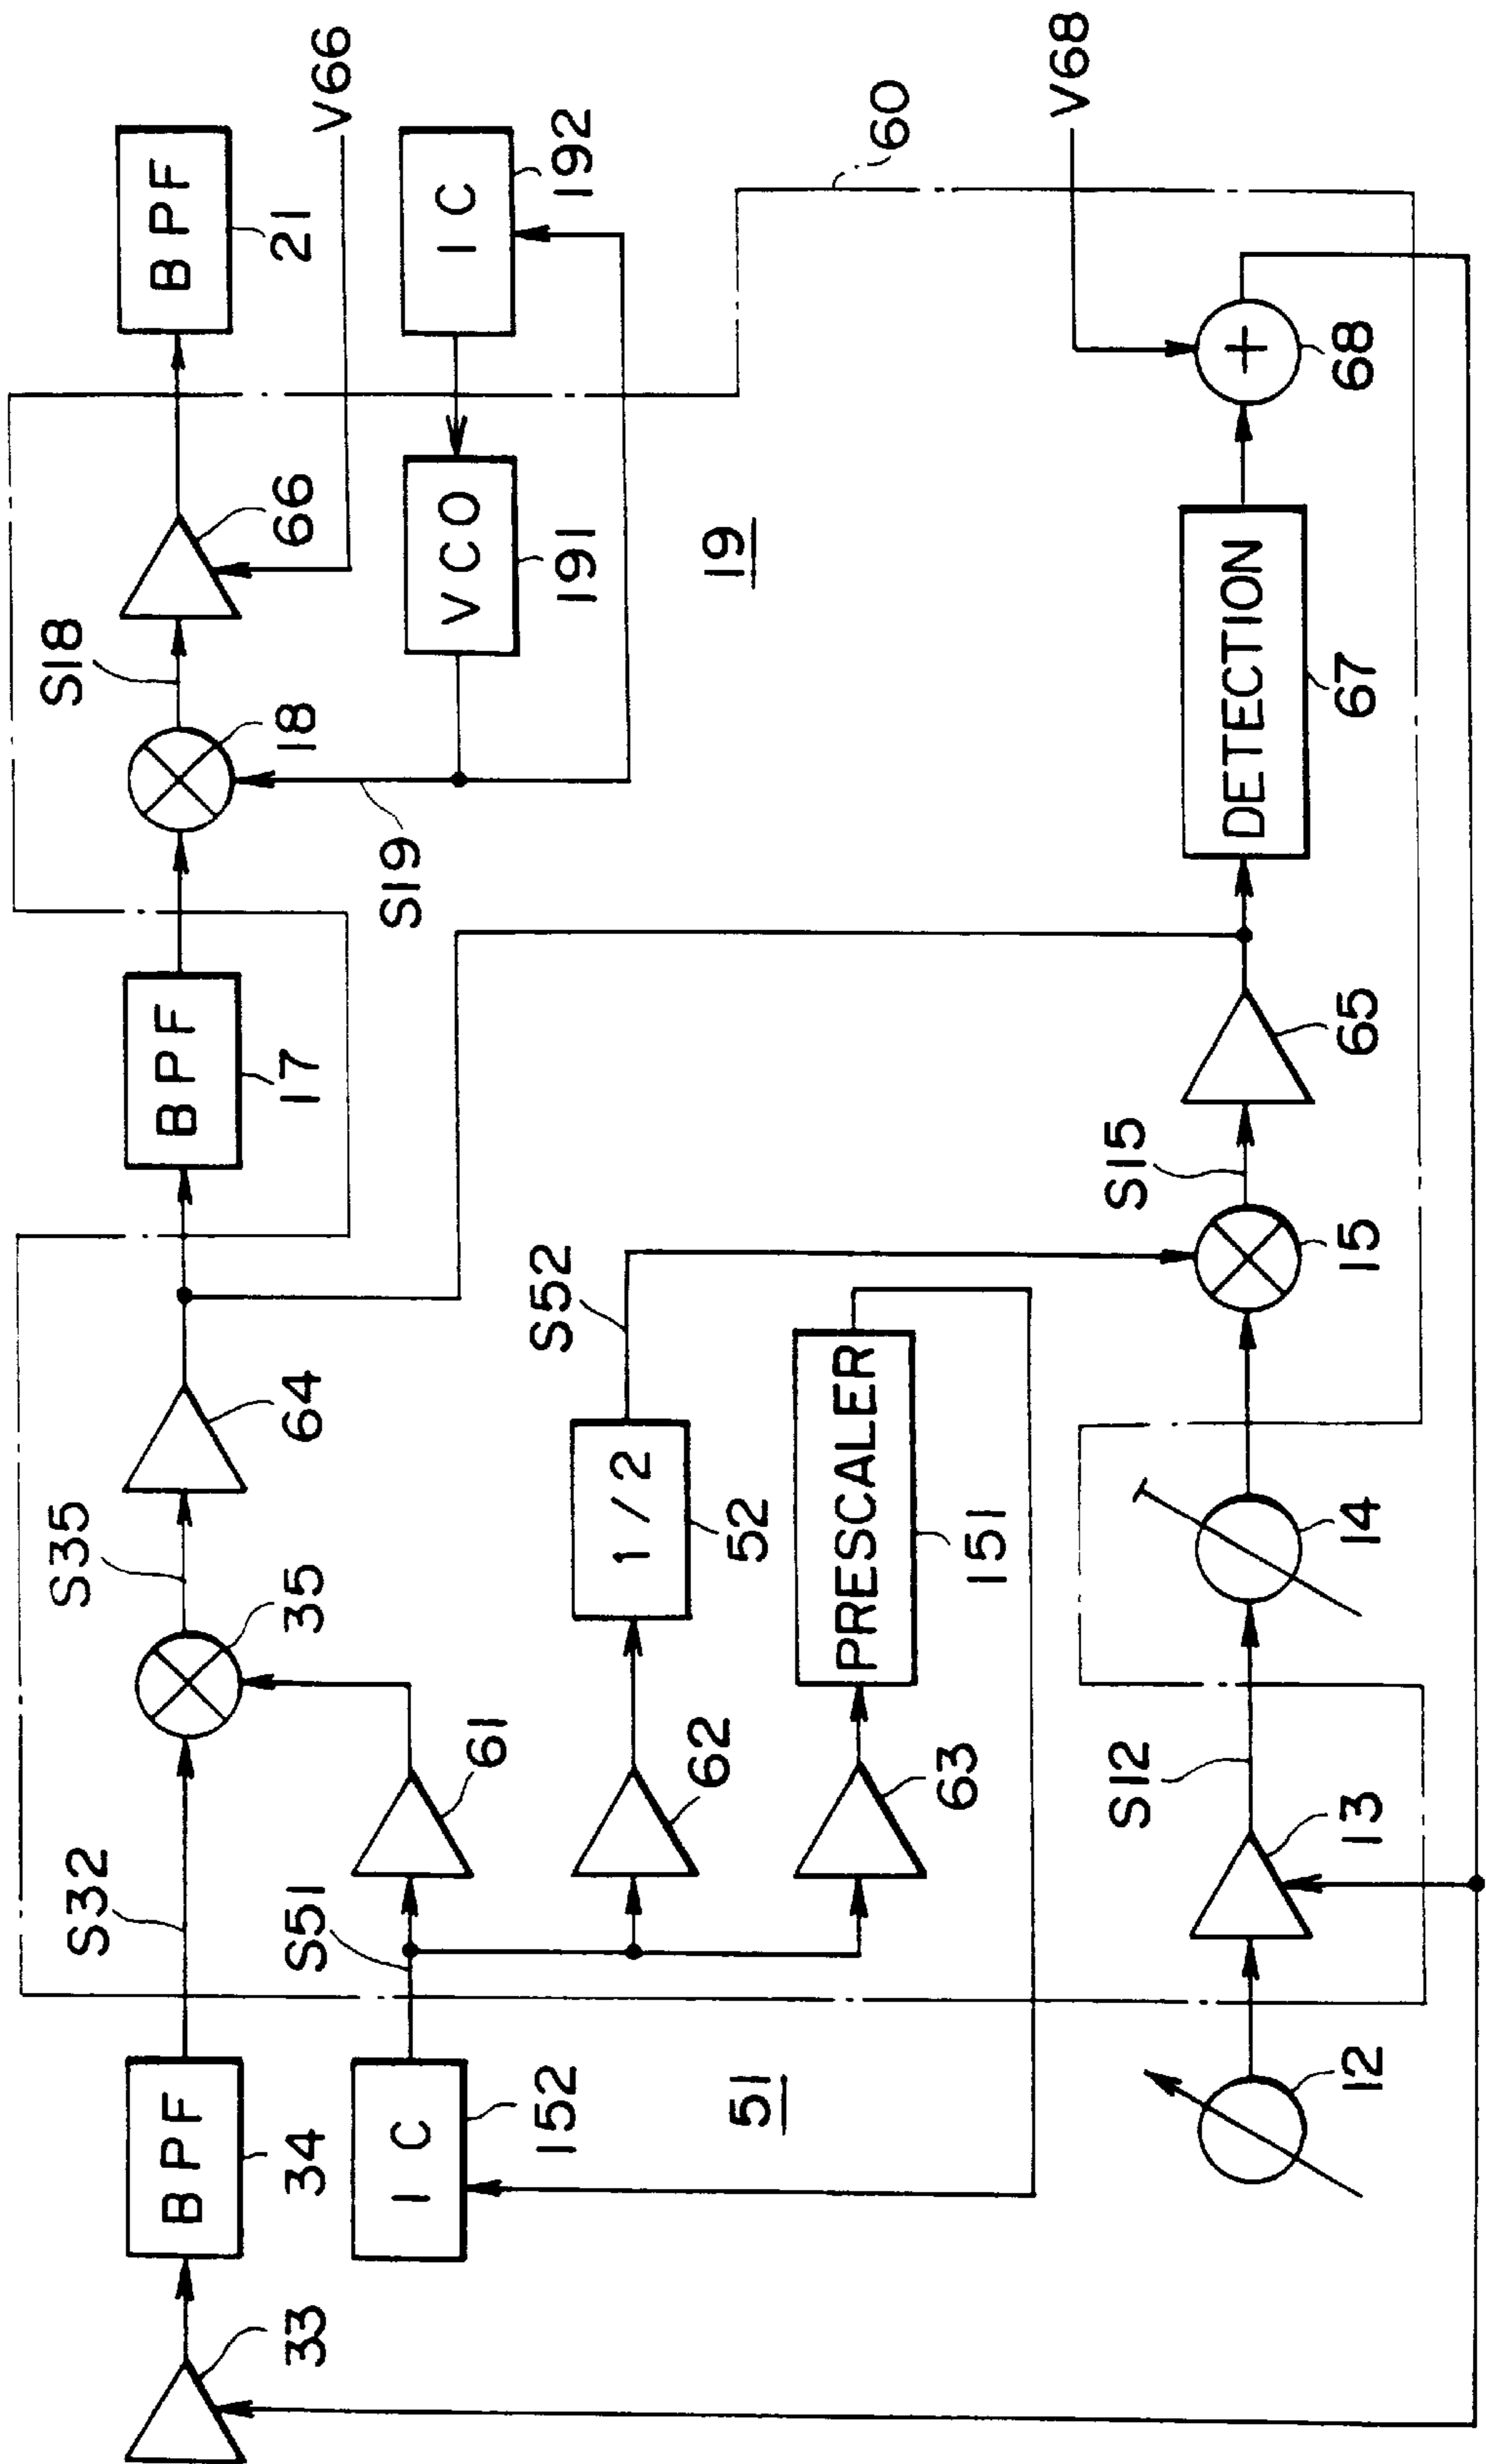 33
BPF
34
S32
35
S35
64
BPF
17
18
S18
66
BPF
21
V66
IC
152
S51
61
S19
VCO
191
IC
192
51
62
1/2
52
S52
19
63
PRESCALER
151
60
12
13
S12
14
15
S15
65
DETECTION
67
+
68
V68